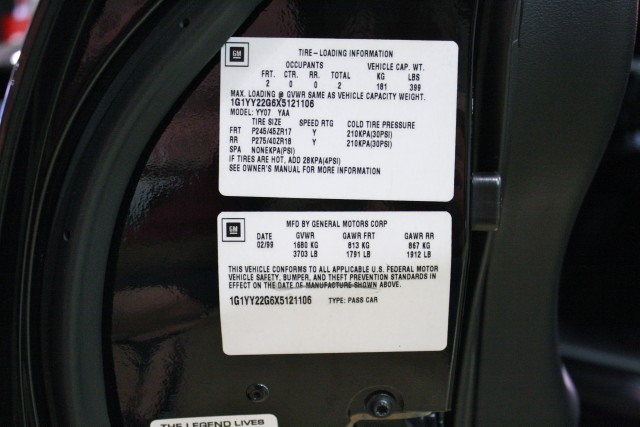 GM
TIRE-LOADING INFORMATION
OCCUPANTS VEHICLE CAP. WT.
FRT. CTR. RR. TOTAL KG LBS
2 0 0 2 181 399
MAX. LOADING @ GVWR SAME AS VEHICLE CAPACITY WEIGHT.
1G1YY22G6X5121106
MODEL: YY07 YAA
TIRE SIZE SPEED RTG COLD TIRE PRESSURE
FRT P245/45ZR17 Y 210KPA(30PSI)
RR P275/40ZR18 Y 210KPA(30PSI)
SPA NONEKPA(PSI)
IF TIRES ARE HOT, ADD 28KPA(4PSI)
SEE OWNER'S MANUAL FOR MORE INFORMATION
GM
MFD BY GENERAL MOTORS CORP
DATE GVWR GAWR FRT GAWR RR
02/99 1680 KG 813 KG 867 KG
3703 LB 1791 LB 1912 LB
THIS VEHICLE CONFORMS TO ALL APPLICABLE U.S. FEDERAL MOTOR
VEHICLE SAFETY, BUMPER, AND THEFT PREVENTION STANDARDS IN
EFFECT ON THE DATE OF MANUFACTURE SHOWN ABOVE.
1G1YY22G6X5121106 TYPE: PASS CAR
THE LEGEND LIVES